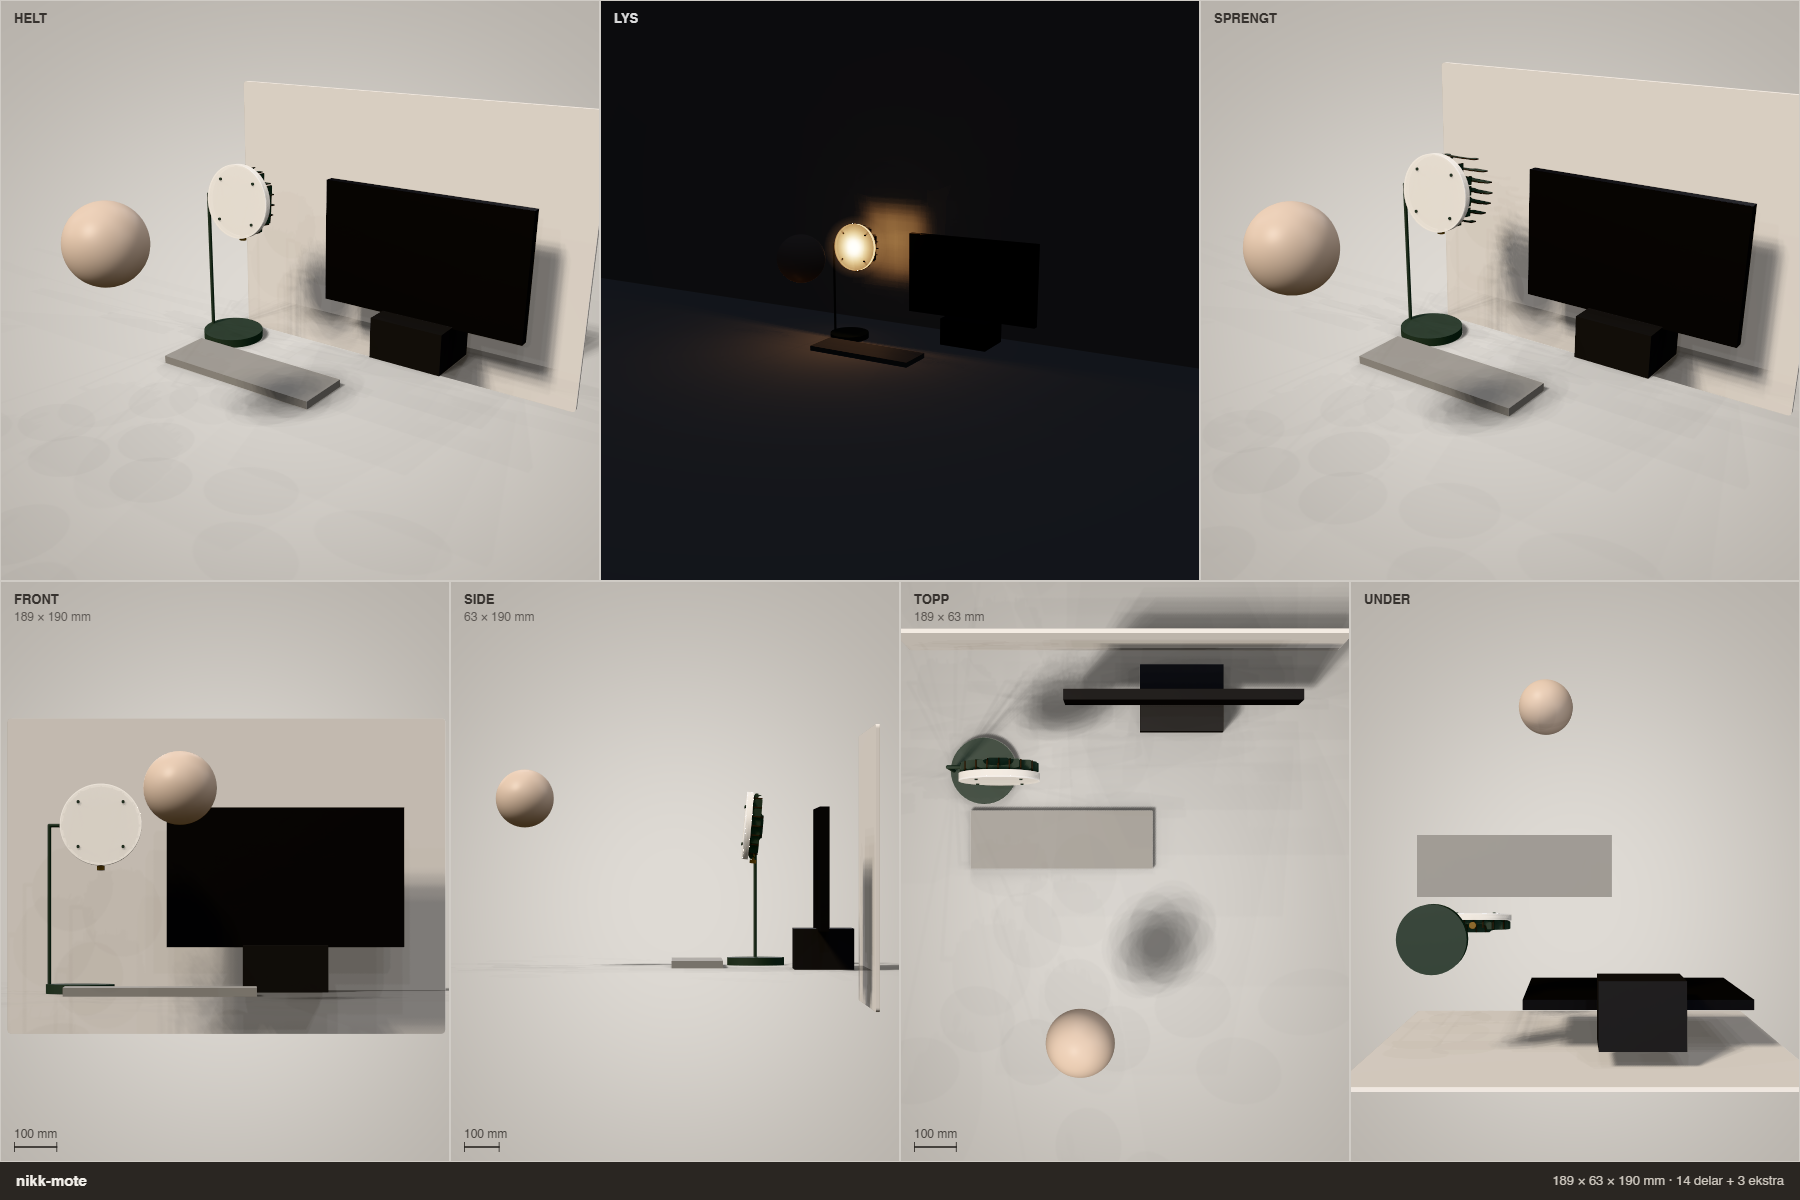 HELT
LYS
SPRENGT
FRONT
189 × 190 mm
100 mm
SIDE
63 × 190 mm
100 mm
TOPP
189 × 63 mm
100 mm
UNDER
nikk-mote
189 × 63 × 190 mm · 14 delar + 3 ekstra